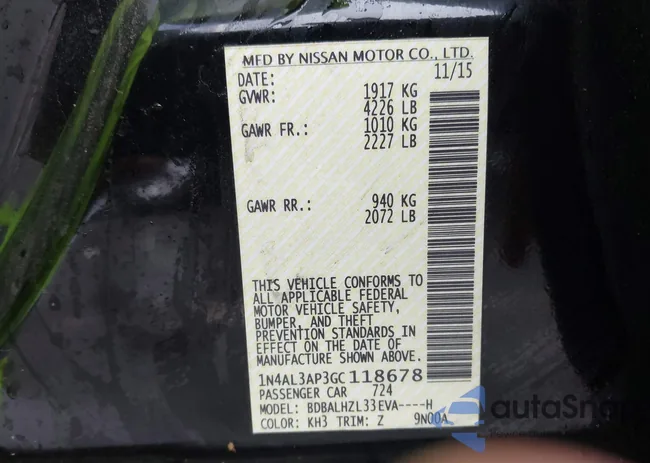 MFD BY NISSAN MOTOR CO., LTD.
DATE: 11/15
GVWR: 1917 KG
4226 LB
GAWR FR.: 1010 KG
2227 LB
GAWR RR.: 940 KG
2072 LB
THIS VEHICLE CONFORMS TO
ALL APPLICABLE FEDERAL
MOTOR VEHICLE SAFETY,
BUMPER, AND THEFT
PREVENTION STANDARDS IN
EFFECT ON THE DATE OF
MANUFACTURE SHOWN ABOVE.
1N4AL3AP3GC118678
PASSENGER CAR 724
MODEL: BDBALHZL33EVA----H
COLOR: KH3 TRIM: Z 9N00A
autoSnap